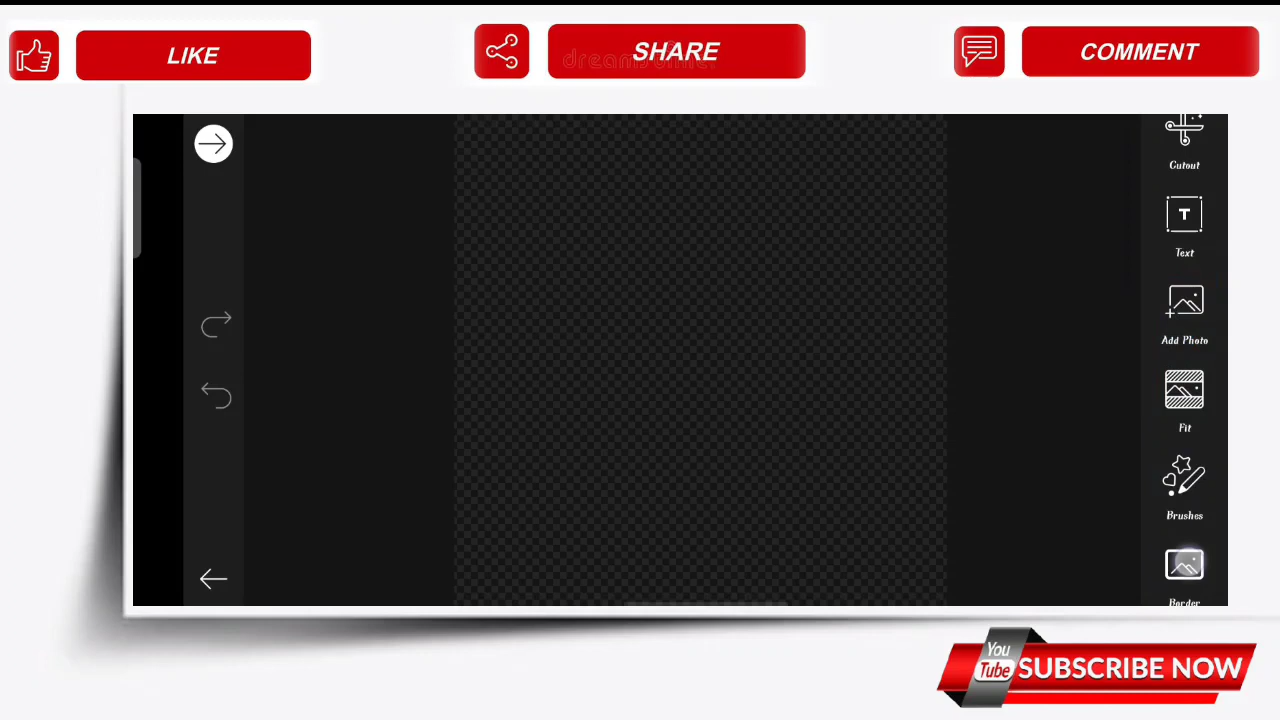 LIKE
SHARE
COMMENT
Cutout
T
Text
Add Photo
Fit
Brushes
Border
You
Tube
SUBSCRIBE NOW